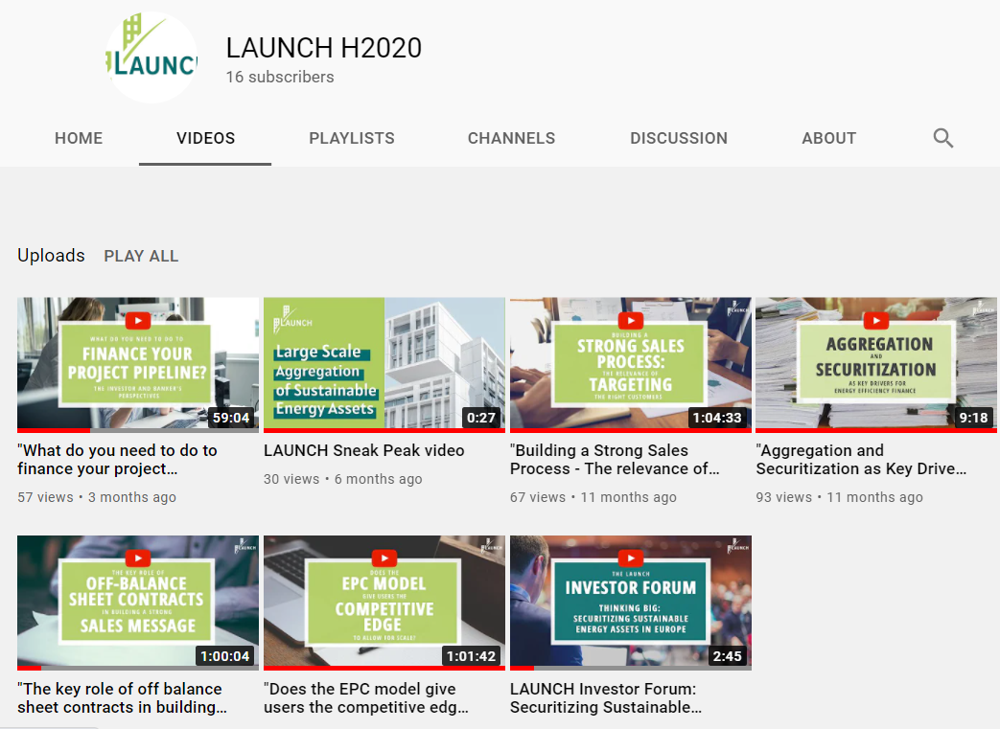 LAUNC
LAUNCH H2020
16 subscribers
HOME VIDEOS PLAYLISTS CHANNELS DISCUSSION ABOUT
Uploads PLAY ALL
WHAT DO YOU NEED TO DO TO
FINANCE YOUR
PROJECT PIPELINE?
THE INVESTOR AND BANKER'S
PERSPECTIVES
59:04
"What do you need to do to
finance your project…
57 views • 3 months ago
LAUNCH
Large Scale
Aggregation
of Sustainable
Energy Assets
0:27
LAUNCH Sneak Peak video
30 views • 6 months ago
LAUNCH
BUILDING A
STRONG SALES
PROCESS:
THE RELEVANCE OF
TARGETING
THE RIGHT CUSTOMERS
1:04:33
"Building a Strong Sales
Process - The relevance of…
67 views • 11 months ago
LAUNCH
AGGREGATION
AND
SECURITIZATION
AS KEY DRIVERS FOR
ENERGY EFFICIENCY FINANCE
9:18
"Aggregation and
Securitization as Key Drive…
93 views • 11 months ago
LAUNCH
THE KEY ROLE OF
OFF-BALANCE
SHEET CONTRACTS
IN BUILDING A STRONG
SALES MESSAGE
1:00:04
"The key role of off balance
sheet contracts in building…
LAUNCH
DOES THE
EPC MODEL
GIVE USERS THE
COMPETITIVE
EDGE
TO ALLOW FOR SCALE?
1:01:42
"Does the EPC model give
users the competitive edg…
LAUNCH
THE LAUNCH
INVESTOR FORUM
THINKING BIG:
SECURITIZING SUSTAINABLE
ENERGY ASSETS IN EUROPE
2:45
LAUNCH Investor Forum:
Securitizing Sustainable…